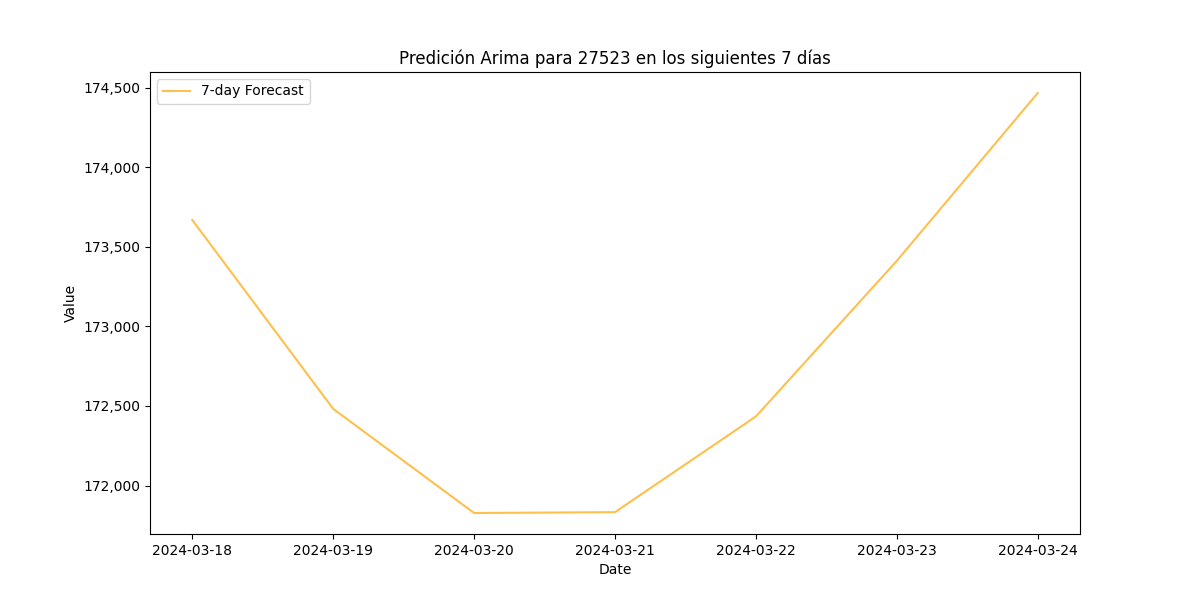 Predicción Arima para 27523 en los siguientes 7 días
7-day Forecast
Value
174,500
174,000
173,500
173,000
172,500
172,000
2024-03-18 2024-03-19 2024-03-20 2024-03-21 2024-03-22 2024-03-23 2024-03-24
Date